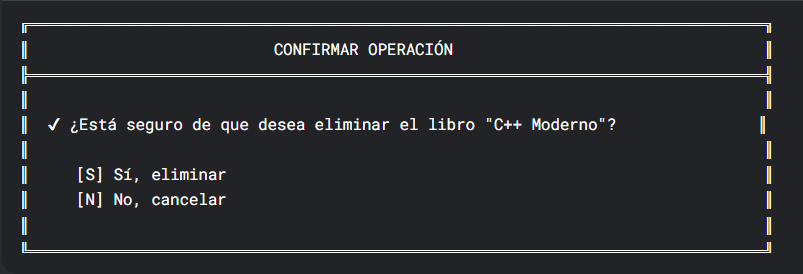 CONFIRMAR OPERACIÓN
✓ ¿Está seguro de que desea eliminar el libro "C++ Moderno"?
[S] Sí, eliminar
[N] No, cancelar